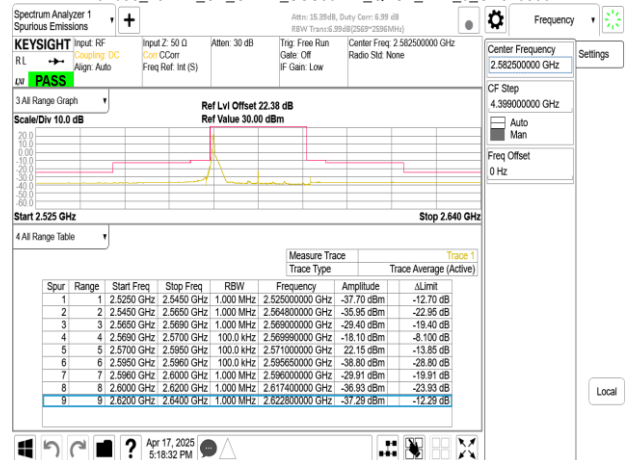 Spectrum Analyzer 1
Spurious Emissions
Attn: 15.89dB, Duty Corr: 6.99 dB
RBW Trans:6.99dB(2569~2596MHz)
Frequency
KEYSIGHT Input: RF Input Z: 50 Ω Atten: 30 dB Trig: Free Run Center Freq: 2.582500000 GHz
RL Coupling: DC Corr CCorr Gate: Off Radio Std: None
Align: Auto Freq Ref: Int (S) IF Gain: Low
LXI PASS
Center Frequency
2.582500000 GHz
Settings
CF Step
4.399000000 GHz
Auto
Man
Freq Offset
0 Hz
3 All Range Graph
Ref Lvl Offset 22.38 dB
Scale/Div 10.0 dB Ref Value 30.00 dBm
20.0
10.0
0.00
-10.0
-20.0
-30.0
-40.0
-50.0
-60.0
Start 2.525 GHz Stop 2.640 GHz
4 All Range Table
Measure Trace Trace 1
Trace Type Trace Average (Active)
Spur Range Start Freq Stop Freq RBW Frequency Amplitude ΔLimit
1 1 2.5250 GHz 2.5450 GHz 1.000 MHz 2.525000000 GHz -37.70 dBm -12.70 dB
2 2 2.5450 GHz 2.5650 GHz 1.000 MHz 2.564800000 GHz -35.95 dBm -22.95 dB
3 3 2.5650 GHz 2.5690 GHz 1.000 MHz 2.569000000 GHz -29.40 dBm -19.40 dB
4 4 2.5690 GHz 2.5700 GHz 100.0 kHz 2.569990000 GHz -18.10 dBm -8.100 dB
5 5 2.5700 GHz 2.5950 GHz 100.0 kHz 2.571000000 GHz 22.15 dBm -13.85 dB
6 6 2.5950 GHz 2.5960 GHz 100.0 kHz 2.595650000 GHz -38.80 dBm -28.80 dB
7 7 2.5960 GHz 2.6000 GHz 1.000 MHz 2.596000000 GHz -29.91 dBm -19.91 dB
8 8 2.6000 GHz 2.6200 GHz 1.000 MHz 2.617400000 GHz -36.93 dBm -23.93 dB
9 9 2.6200 GHz 2.6400 GHz 1.000 MHz 2.622800000 GHz -37.29 dBm -12.29 dB
Local
Apr 17, 2025
5:18:32 PM